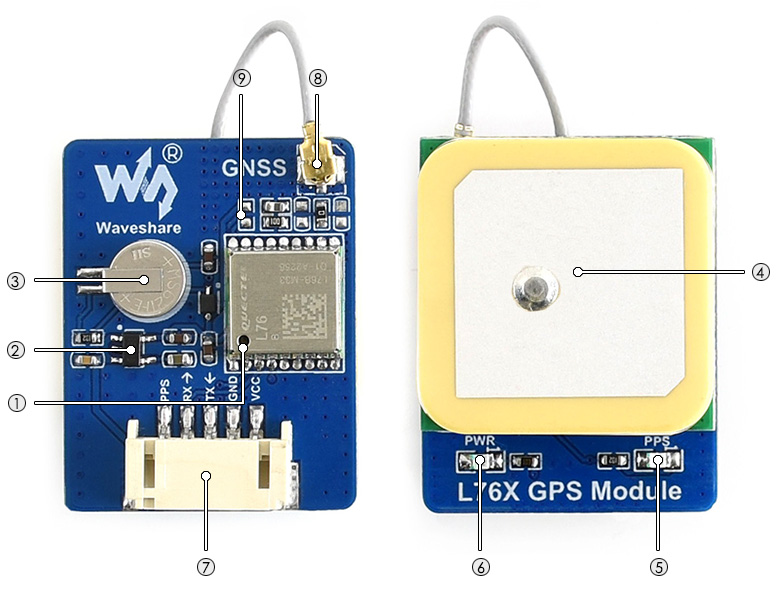 ⑨
⑧
®
GNSS
Waveshare
③
④
②
QUECTEL
L76
①
PPS
RX→
TX←
GND
VCC
PWR
PPS
L76X GPS Module
⑦
⑥
⑤